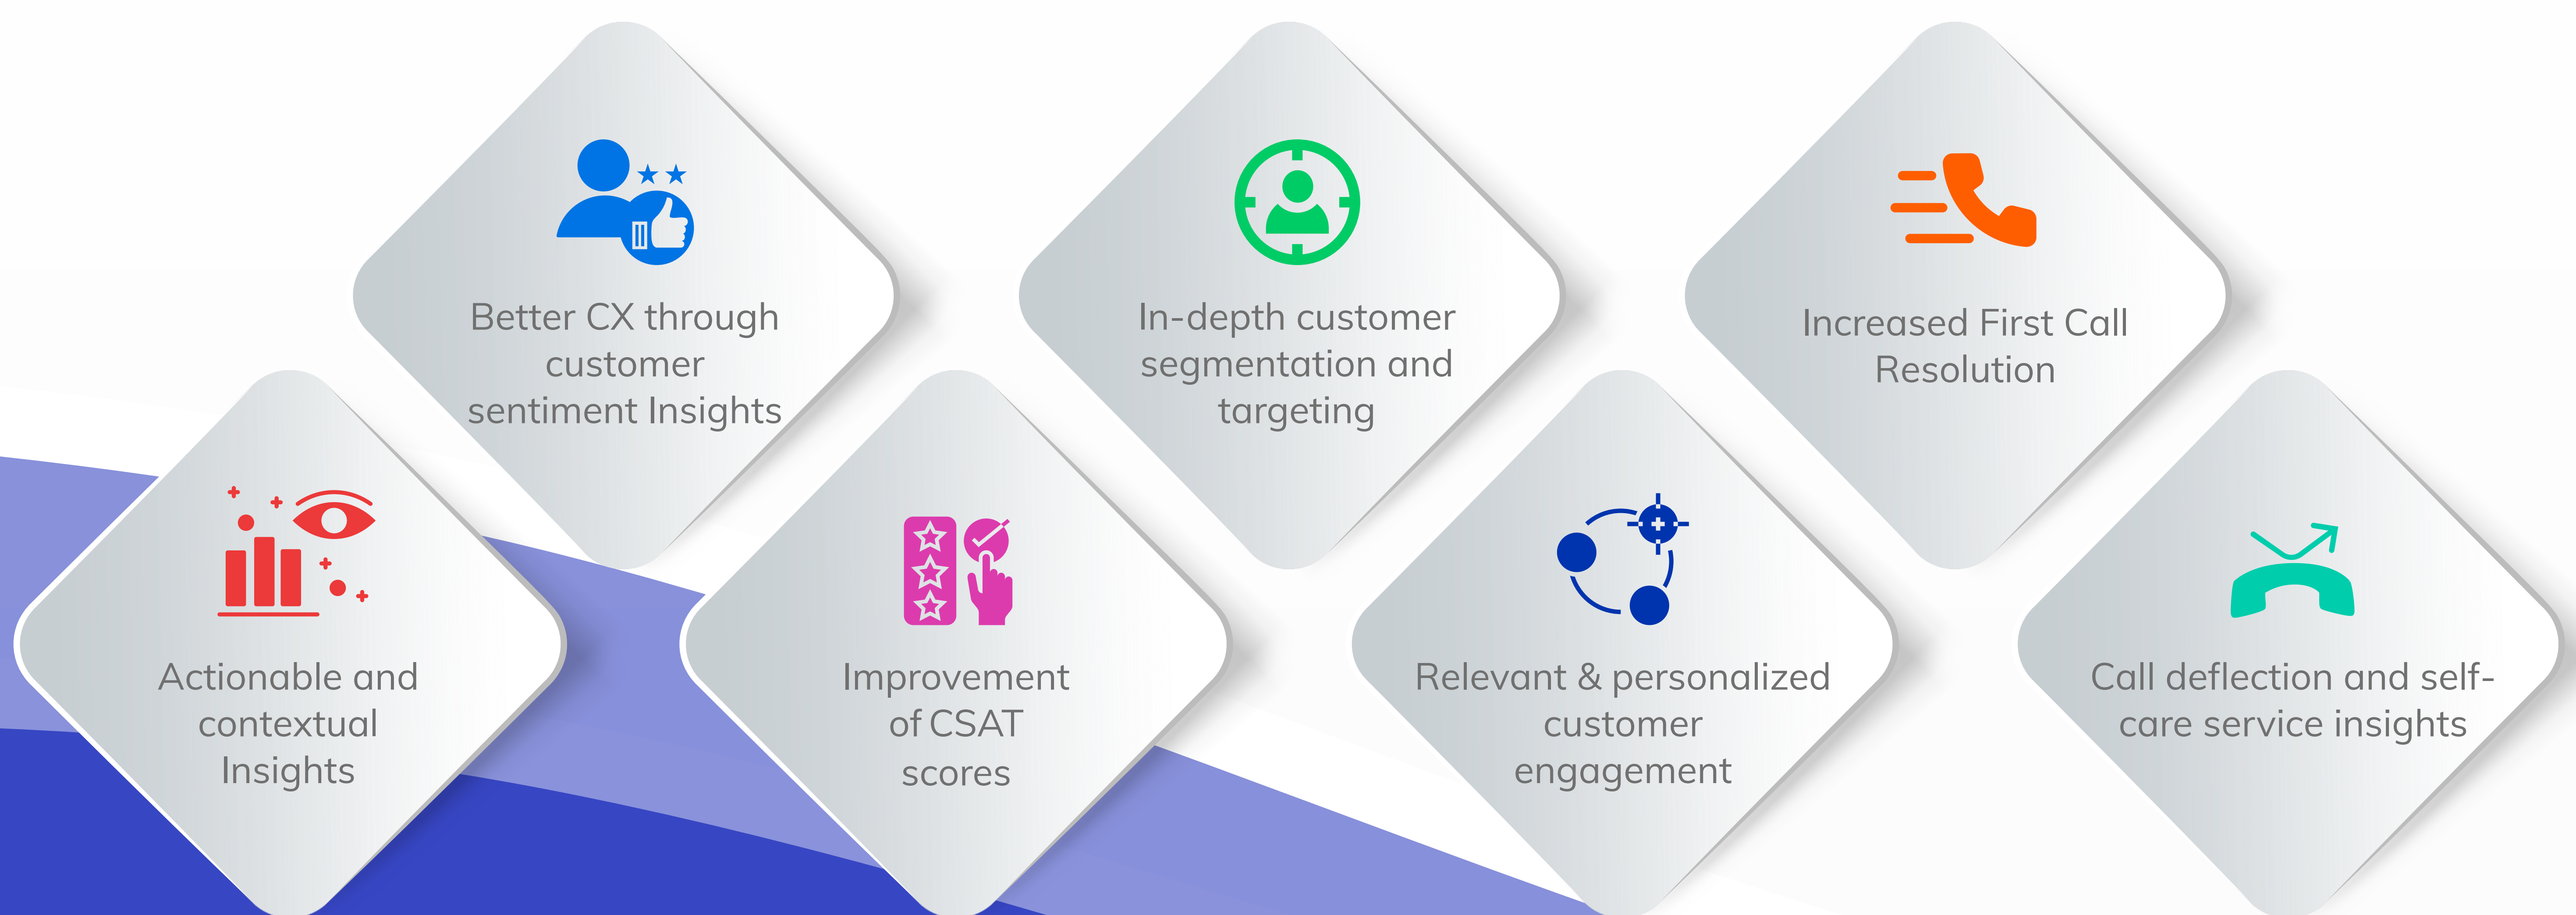 Better CX through
customer
sentiment Insights
In-depth customer
segmentation and
targeting
Increased First Call
Resolution
Actionable and
contextual
Insights
Improvement
of CSAT
scores
Relevant & personalized
customer
engagement
Call deflection and self-
care service insights